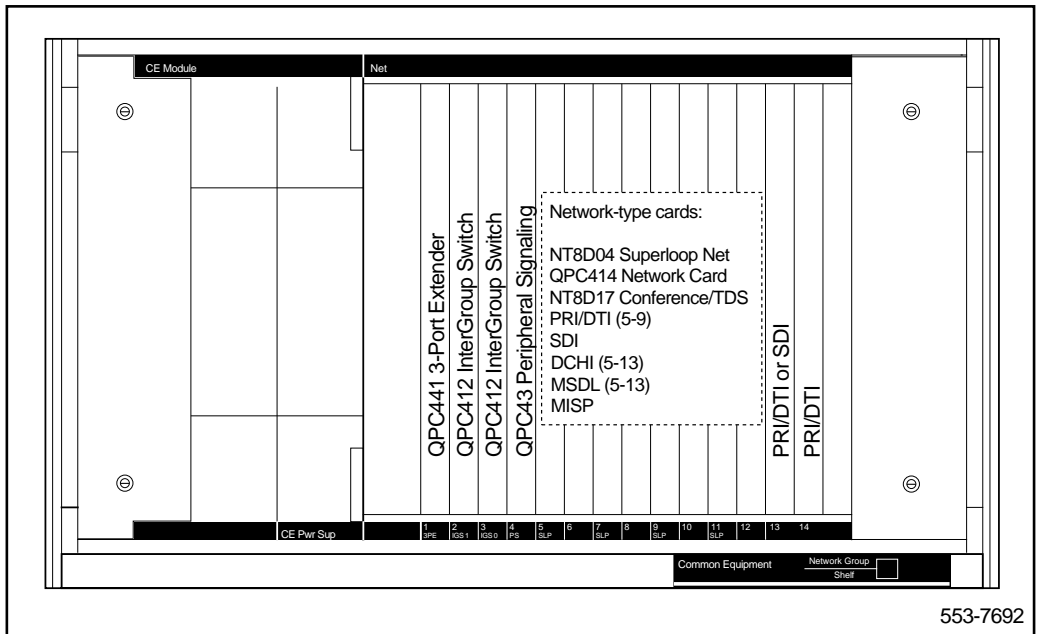 CE Module
Net
QPC441 3-Port Extender
QPC412 InterGroup Switch
QPC412 InterGroup Switch
QPC43 Peripheral Signaling
Network-type cards:
NT8D04 Superloop Net
QPC414 Network Card
NT8D17 Conference/TDS
PRI/DTI (5-9)
SDI
DCHI (5-13)
MSDL (5-13)
MISP
PRI/DTI or SDI
PRI/DTI
CE Pwr Sup
1 2 3 4 5 6 7 8 9 10 11 12 13 14
3PE IGS 1 IGS 0 PS SLP SLP SLP SLP
Common Equipment
Network Group
Shelf
553-7692